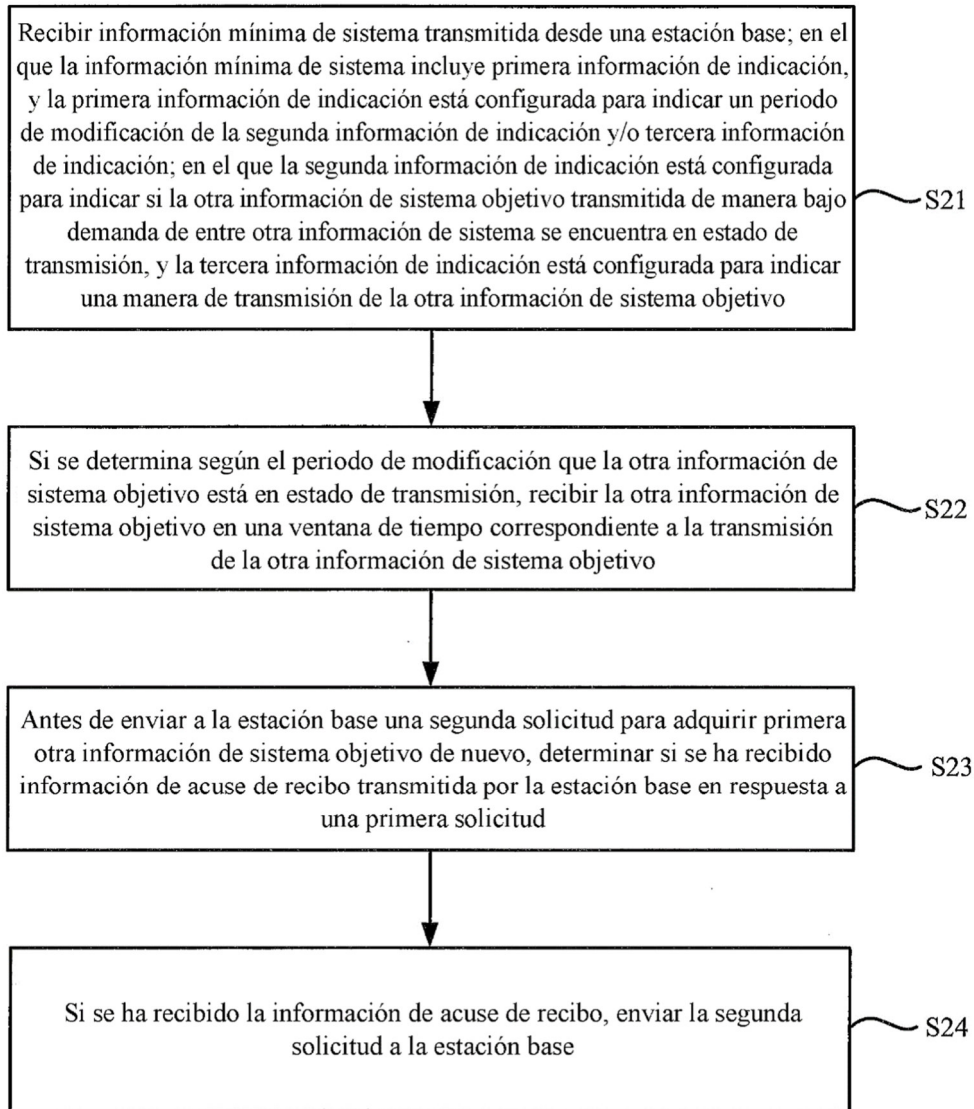 Recibir información mínima de sistema transmitida desde una estación base; en el
que la información mínima de sistema incluye primera información de indicación,
y la primera información de indicación está configurada para indicar un periodo
de modificación de la segunda información de indicación y/o tercera información
de indicación; en el que la segunda información de indicación está configurada
para indicar si la otra información de sistema objetivo transmitida de manera bajo
demanda de entre otra información de sistema se encuentra en estado de
transmisión, y la tercera información de indicación está configurada para indicar
una manera de transmisión de la otra información de sistema objetivo
S21
Si se determina según el periodo de modificación que la otra información de
sistema objetivo está en estado de transmisión, recibir la otra información de
sistema objetivo en una ventana de tiempo correspondiente a la transmisión
de la otra información de sistema objetivo
S22
Antes de enviar a la estación base una segunda solicitud para adquirir primera
otra información de sistema objetivo de nuevo, determinar si se ha recibido
información de acuse de recibo transmitida por la estación base en respuesta a
una primera solicitud
S23
Si se ha recibido la información de acuse de recibo, enviar la segunda
solicitud a la estación base
S24